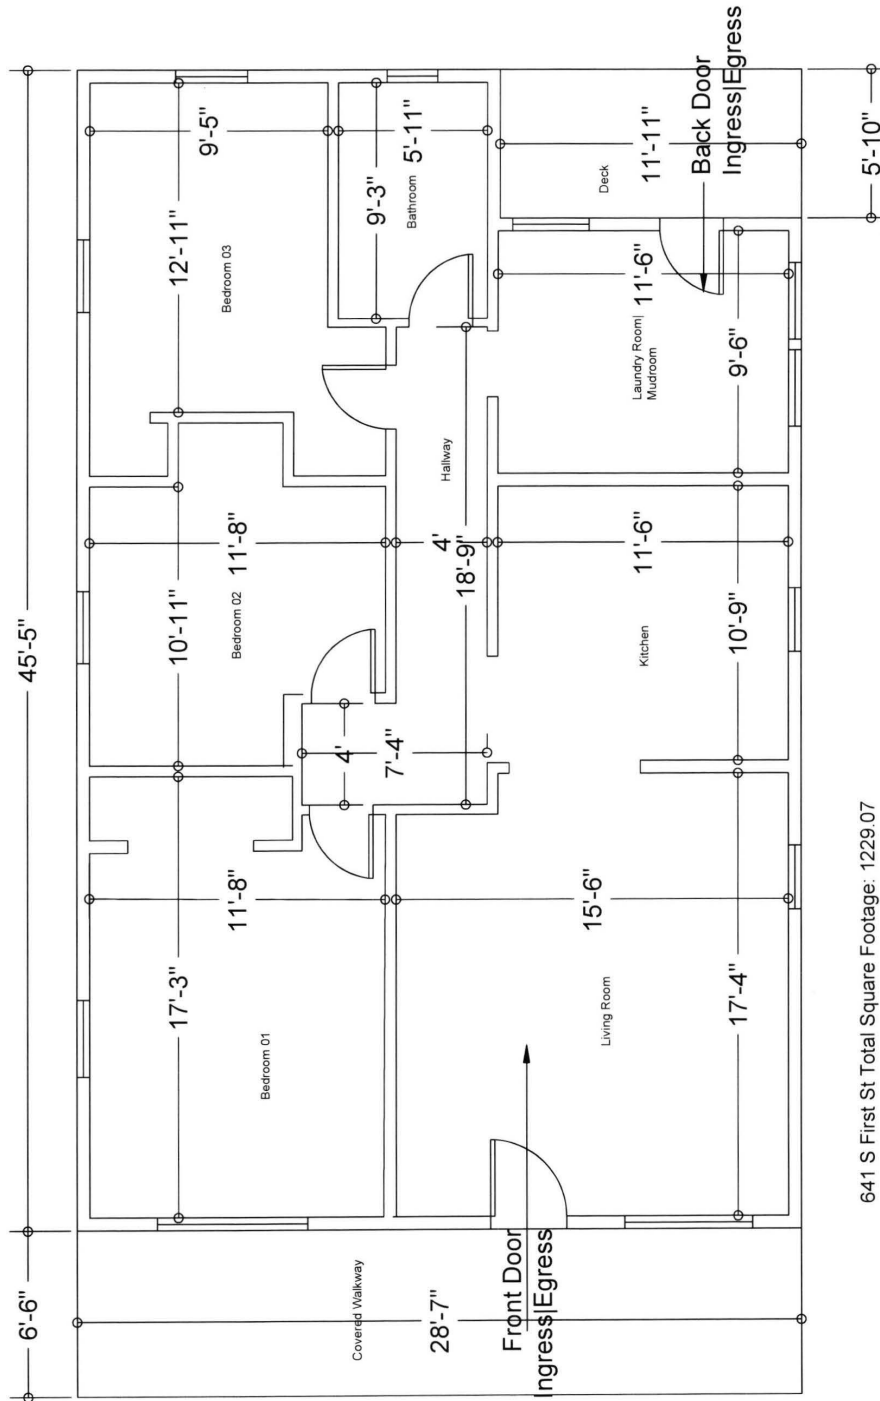 6'-6"
45'-5"
17'-3"
11'-8"
Bedroom 01
10'-11"
11'-8"
Bedroom 02
12'-11"
9'-5"
Bedroom 03
9'-3"
5'-11"
Bathroom
4'
7'-4"
18'-9"
4'
Hallway
Covered Walkway
28'-7"
Front Door
Ingress|Egress
15'-6"
Living Room
17'-4"
11'-6"
Kitchen
10'-9"
11'-6"
Laundry Room|
Mudroom
9'-6"
Deck
11'-11"
Back Door
Ingress|Egress
5'-10"
641 S First St Total Square Footage: 1229.07